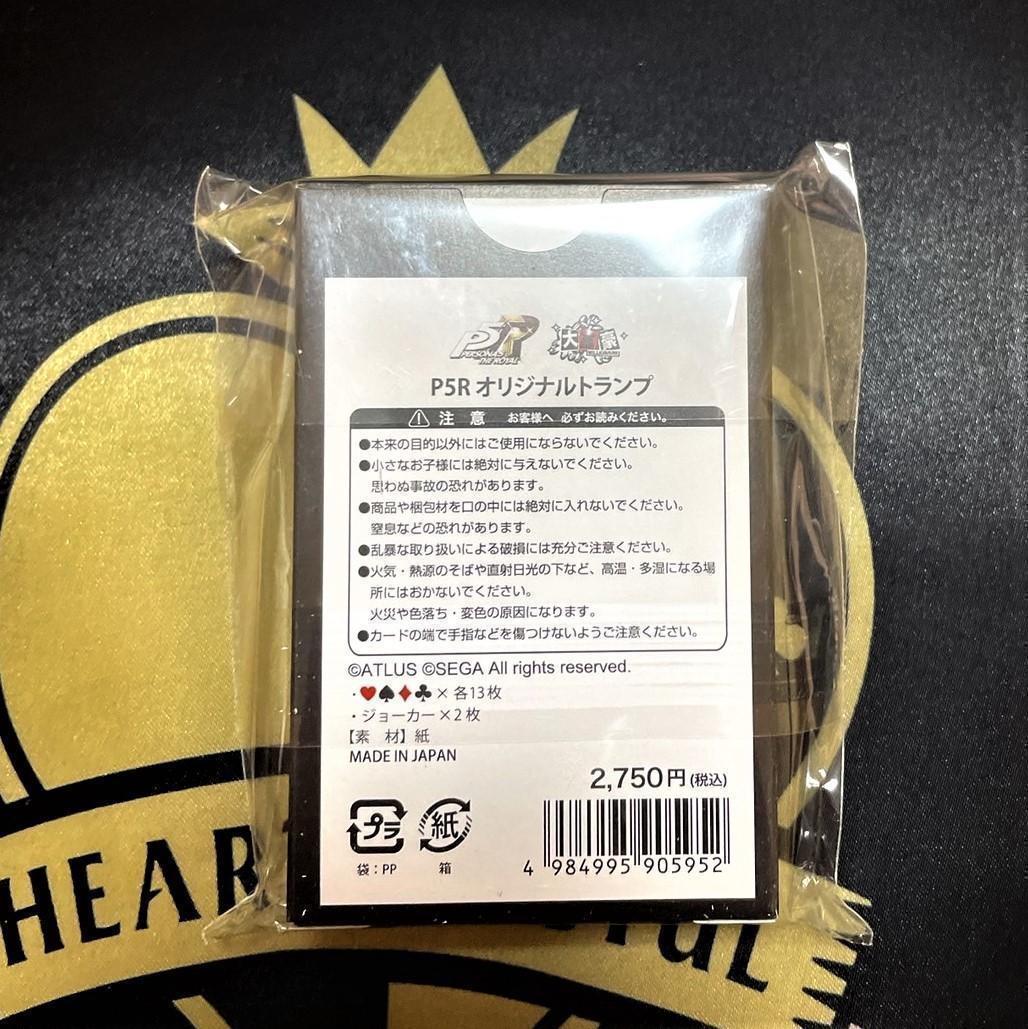 P5R
PERSONA5
THE ROYAL
大富豪
P5R オリジナルトランプ
注 意 お客様へ 必ずお読みください。
●本来の目的以外にはご使用にならないでください。
●小さなお子様には絶対に与えないでください。
思わぬ事故の恐れがあります。
●商品や梱包材を口の中には絶対に入れないでください。
窒息などの恐れがあります。
●乱暴な取り扱いによる破損には充分ご注意ください。
●火気・熱源のそばや直射日光の下など、高温・多湿になる場
所にはおかないでください。
火災や色落ち・変色の原因になります。
●カードの端で手指などを傷つけないようご注意ください。
©ATLUS ©SEGA All rights reserved.
・♥♠♦♣×各13枚
・ジョーカー×2枚
【素 材】紙
MADE IN JAPAN
2,750円(税込)
プラ 紙
袋:PP 箱
4 984995 905952